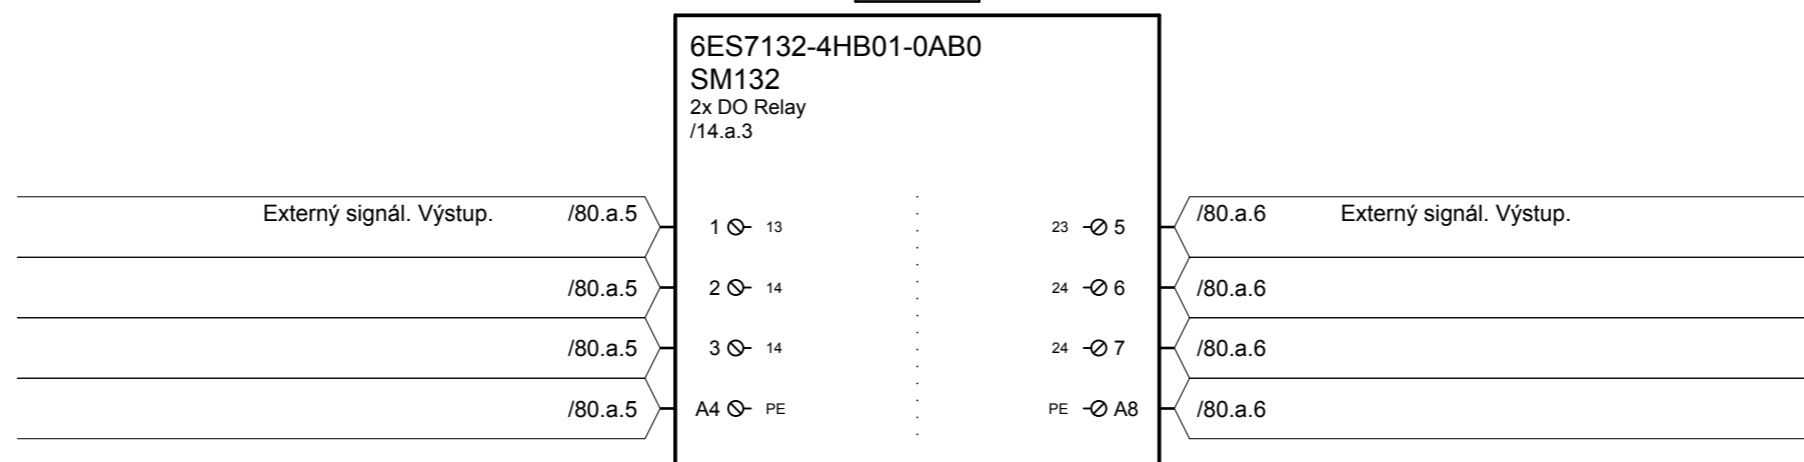 6ES7132-4HB01-0AB0
SM132
2x DO Relay
/14.a.3
Externý signál. Výstup. /80.a.5 1 13 23 5 /80.a.6 Externý signál. Výstup.
/80.a.5 2 14 24 6 /80.a.6
/80.a.5 3 14 24 7 /80.a.6
/80.a.5 A4 PE PE A8 /80.a.6